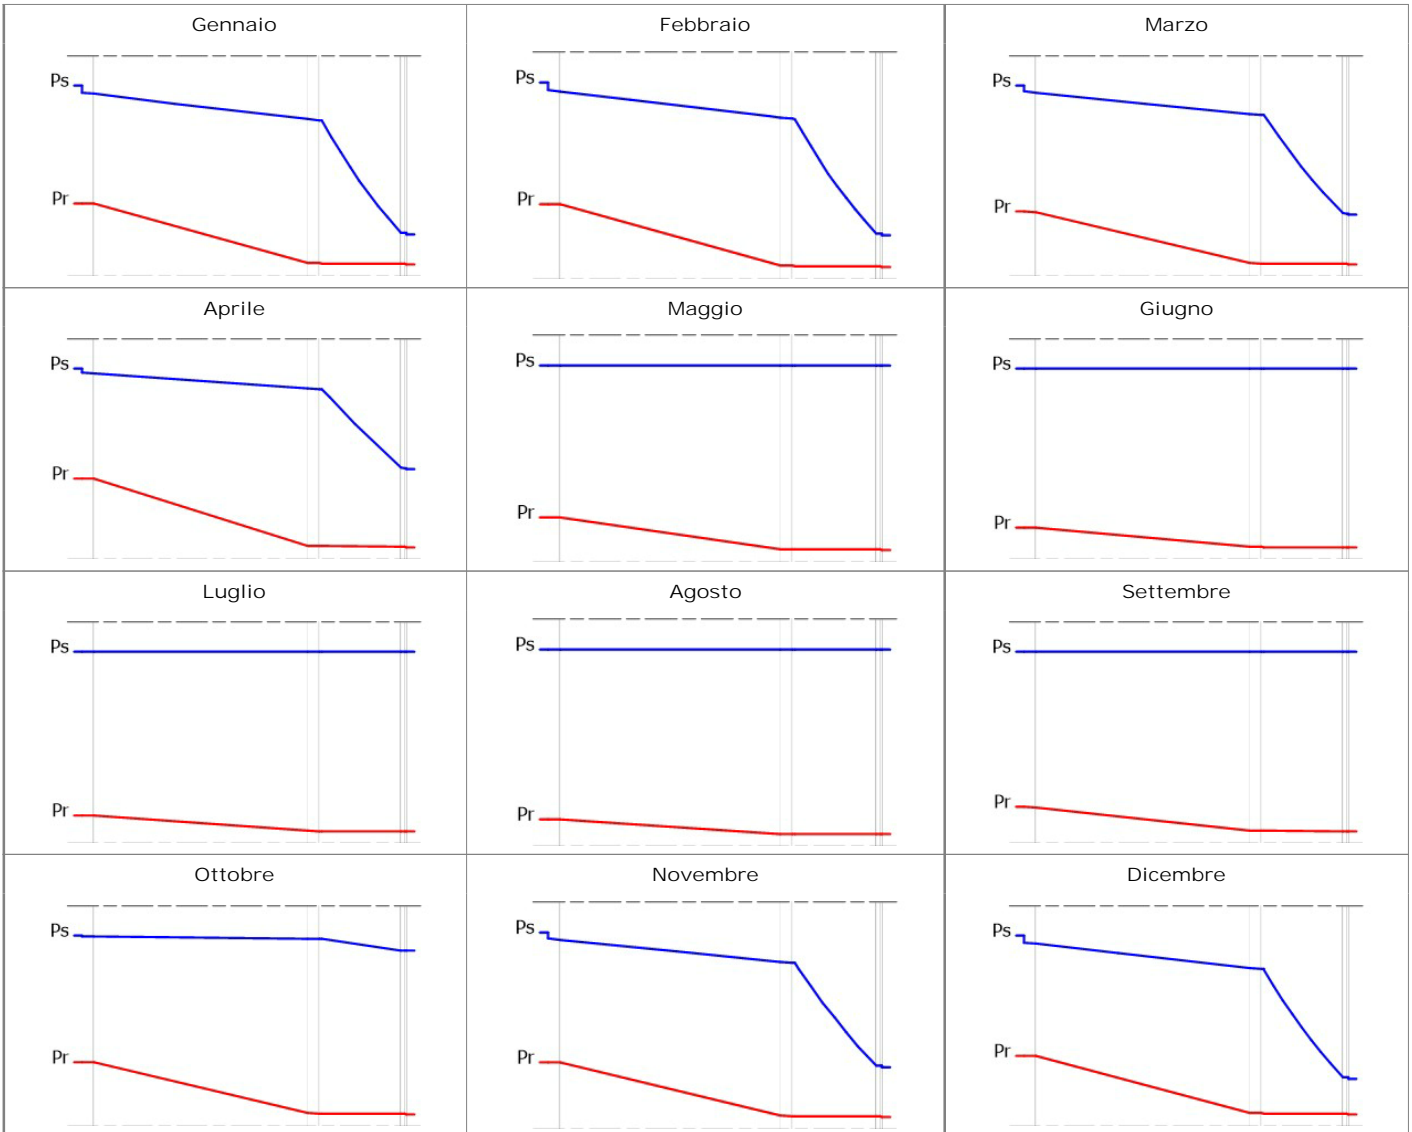 Gennaio
Febbraio
Marzo
Ps
Ps
Ps
Pr
Pr
Pr
Aprile
Maggio
Giugno
Ps
Ps
Ps
Pr
Pr
Pr
Luglio
Agosto
Settembre
Ps
Ps
Ps
Pr
Pr
Pr
Ottobre
Novembre
Dicembre
Ps
Ps
Ps
Pr
Pr
Pr